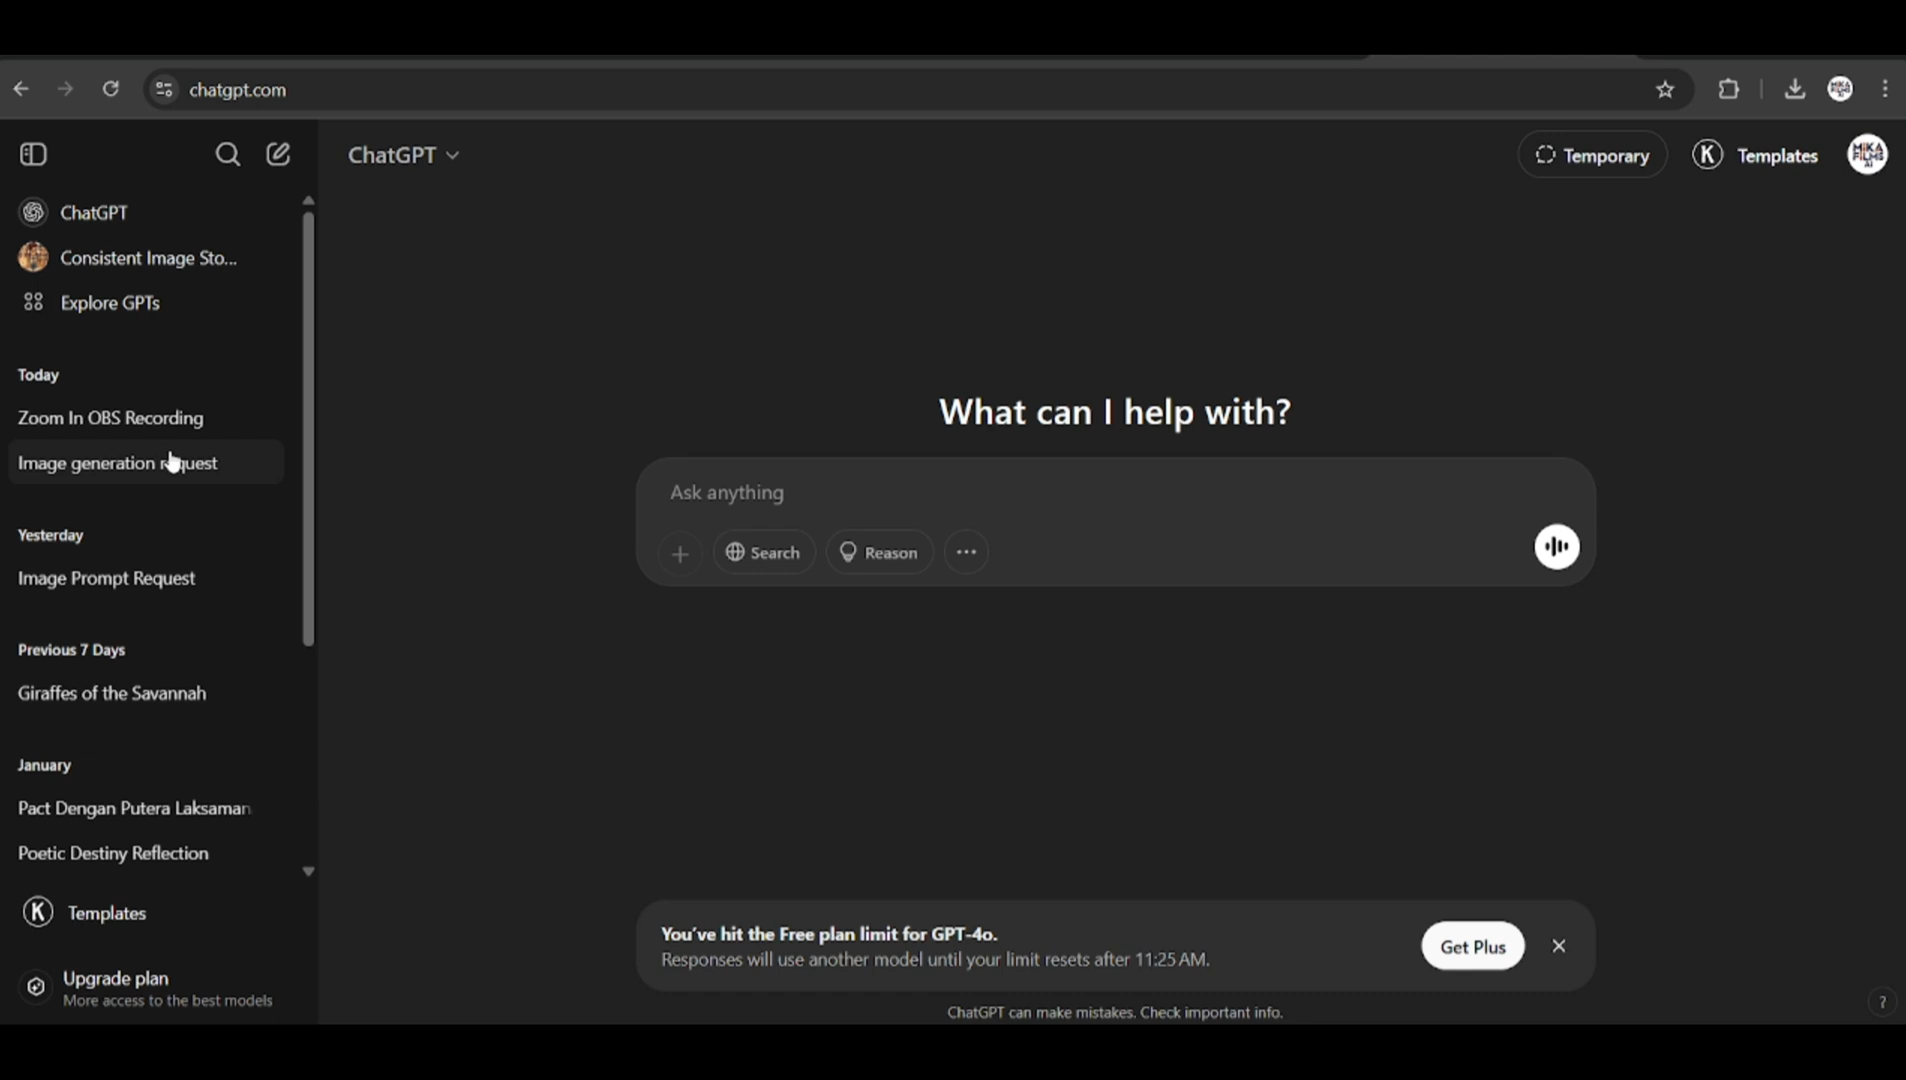 chatgpt.com
ChatGPT
Temporary
K Templates
MiKA FILMS AI
ChatGPT
Consistent Image Sto...
Explore GPTs
Today
Zoom In OBS Recording
Image generation request
Yesterday
Image Prompt Request
Previous 7 Days
Giraffes of the Savannah
January
Pact Dengan Putera Laksaman
Poetic Destiny Reflection
K Templates
Upgrade plan
More access to the best models
What can I help with?
Ask anything
Search
Reason
You've hit the Free plan limit for GPT-4o.
Responses will use another model until your limit resets after 11:25 AM.
Get Plus
ChatGPT can make mistakes. Check important info.
?